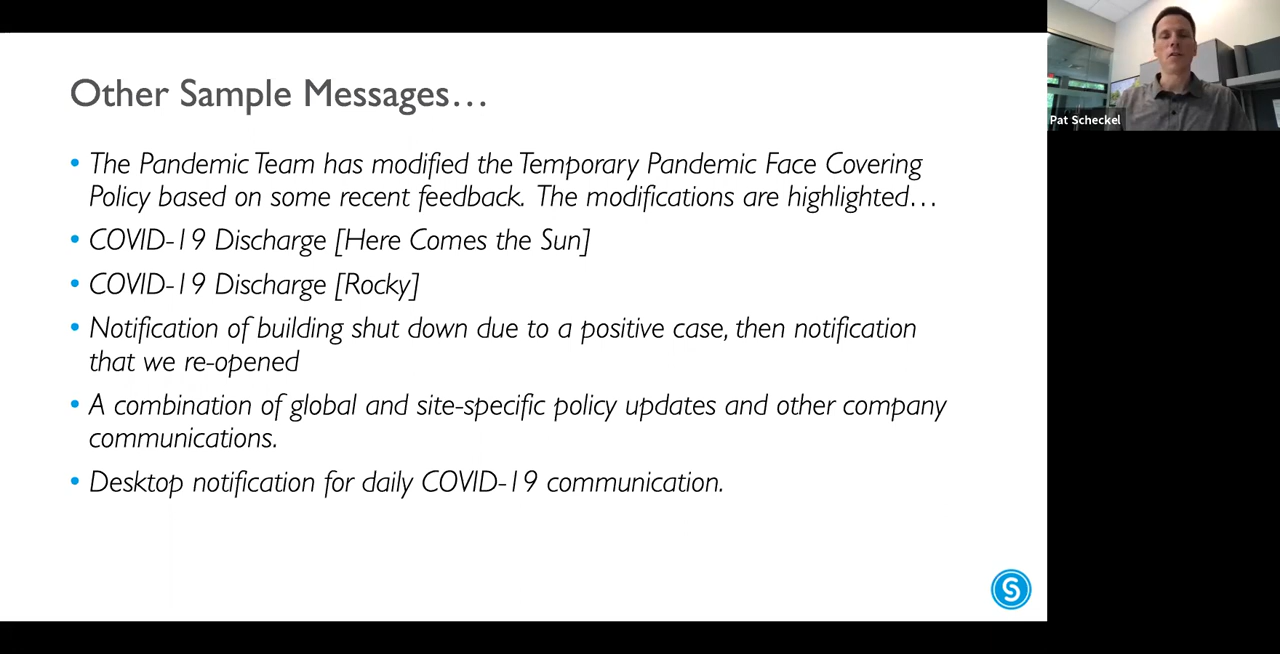 Other Sample Messages…
• The Pandemic Team has modified the Temporary Pandemic Face Covering
Policy based on some recent feedback. The modifications are highlighted…
• COVID-19 Discharge [Here Comes the Sun]
• COVID-19 Discharge [Rocky]
• Notification of building shut down due to a positive case, then notification
that we re-opened
• A combination of global and site-specific policy updates and other company
communications.
• Desktop notification for daily COVID-19 communication.
S
Pat Scheckel